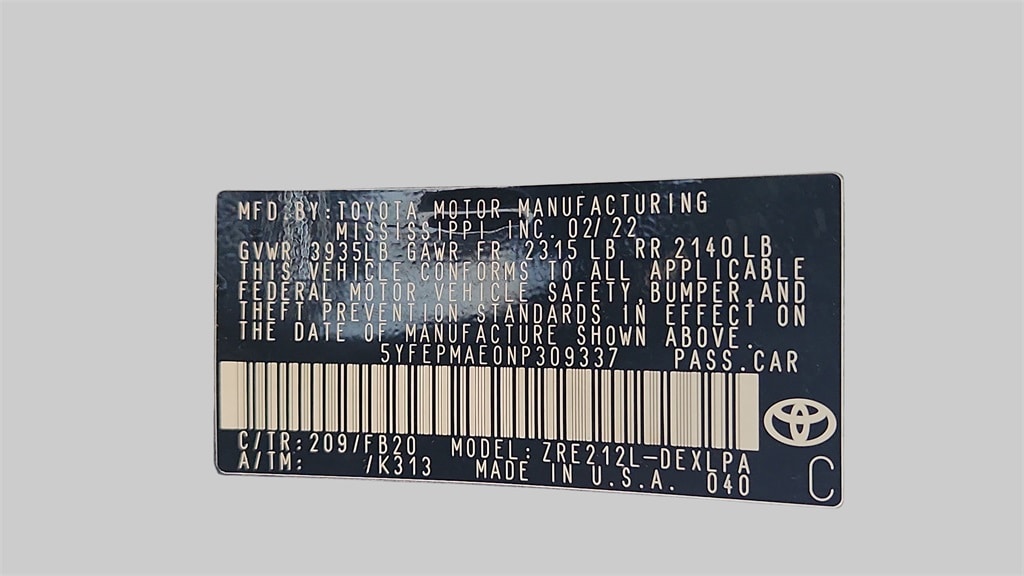 MFD BY:TOYOTA MOTOR MANUFACTURING
MISSISSIPPI INC. 02/22
GVWR 3935LB GAWR FR 2315 LB RR 2140LB
THIS VEHICLE CONFORMS TO ALL APPLICABLE
FEDERAL MOTOR VEHICLE SAFETY,BUMPER,AND
THEFT PREVENTION STANDARDS IN EFFECT ON
THE DATE OF MANUFACTURE SHOWN ABOVE.
5YFEPMAE0NP309337 PASS.CAR
C/TR:209/FB20 MODEL:ZRE212L-DEXLPA
A/TM: /K313 MADE IN U.S.A. 040
C